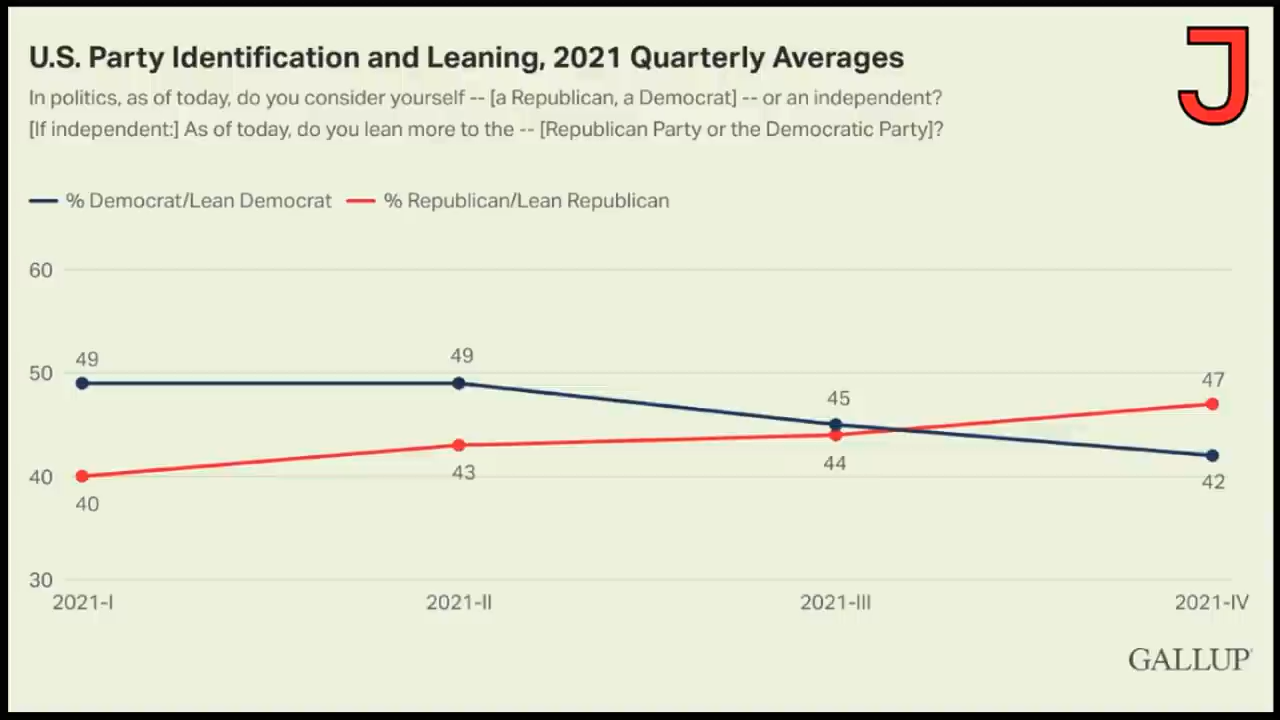 U.S. Party Identification and Leaning, 2021 Quarterly Averages
J
In politics, as of today, do you consider yourself -- [a Republican, a Democrat] -- or an independent?
[If independent:] As of today, do you lean more to the -- [Republican Party or the Democratic Party]?
% Democrat/Lean Democrat % Republican/Lean Republican
60
49 49 45 47
50
40 43 44 42
40
30
2021-I 2021-II 2021-III 2021-IV
GALLUP